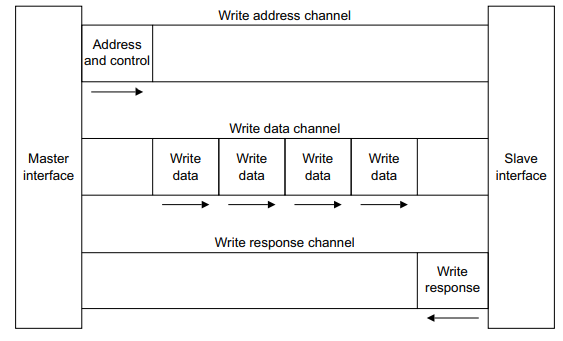 Write address channel
Address
and control
Write data channel
Master
interface
Write
data
Write
data
Write
data
Write
data
Slave
interface
Write response channel
Write
response